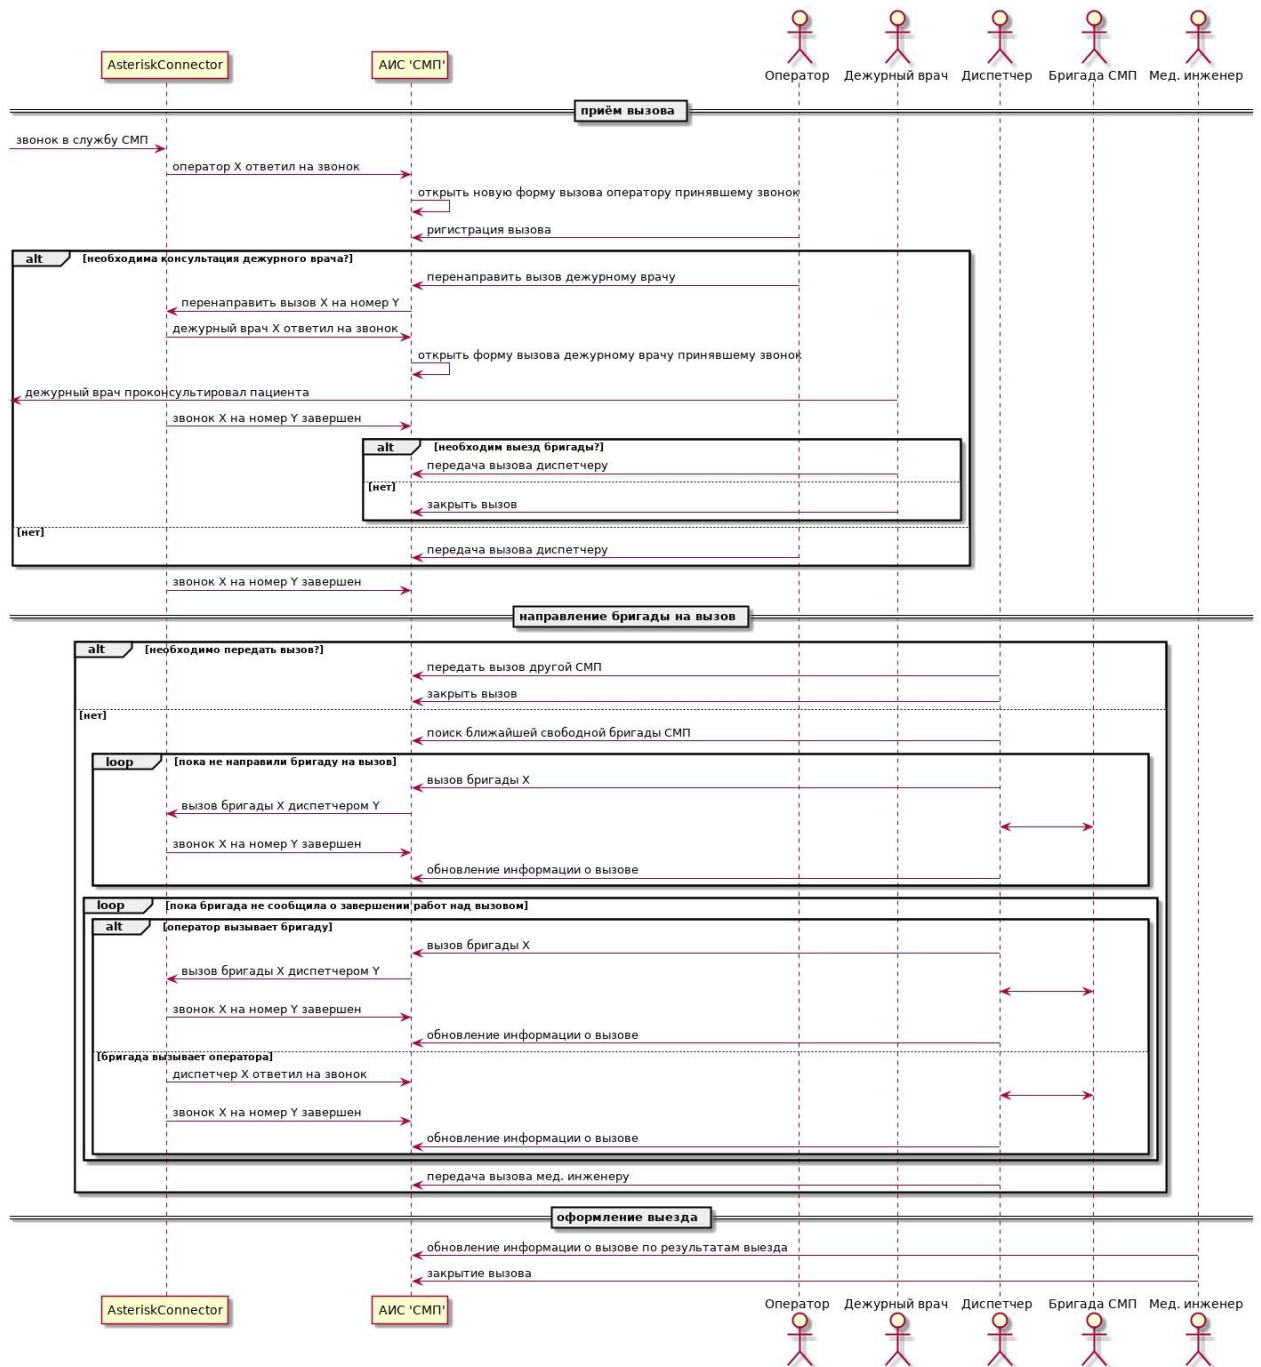 AsteriskConnector
АИС 'СМП'
Оператор
Дежурный врач
Диспетчер
Бригада СМП
Мед. инженер
приём вызова
звонок в службу СМП
оператор X ответил на звонок
открыть новую форму вызова оператору принявшему звонок
ригистрация вызова
alt
[необходима консультация дежурного врача?]
перенаправить вызов дежурному врачу
перенаправить вызов X на номер Y
дежурный врач X ответил на звонок
открыть форму вызова дежурному врачу принявшему звонок
дежурный врач проконсультировал пациента
звонок X на номер Y завершен
alt
[необходим выезд бригады?]
передача вызова диспетчеру
[нет]
закрыть вызов
[нет]
передача вызова диспетчеру
звонок X на номер Y завершен
направление бригады на вызов
alt
[необходимо передать вызов?]
передать вызов другой СМП
закрыть вызов
[нет]
поиск ближайшей свободной бригады СМП
loop
[пока не направили бригаду на вызов]
вызов бригады X
вызов бригады X диспетчером Y
звонок X на номер Y завершен
обновление информации о вызове
loop
[пока бригада не сообщила о завершении работ над вызовом]
alt
[оператор вызывает бригаду]
вызов бригады X
вызов бригады X диспетчером Y
звонок X на номер Y завершен
обновление информации о вызове
[бригада вызывает оператора]
диспетчер X ответил на звонок
звонок X на номер Y завершен
обновление информации о вызове
передача вызова мед. инженеру
оформление выезда
обновление информации о вызове по результатам выезда
закрытие вызова
AsteriskConnector
АИС 'СМП'
Оператор
Дежурный врач
Диспетчер
Бригада СМП
Мед. инженер